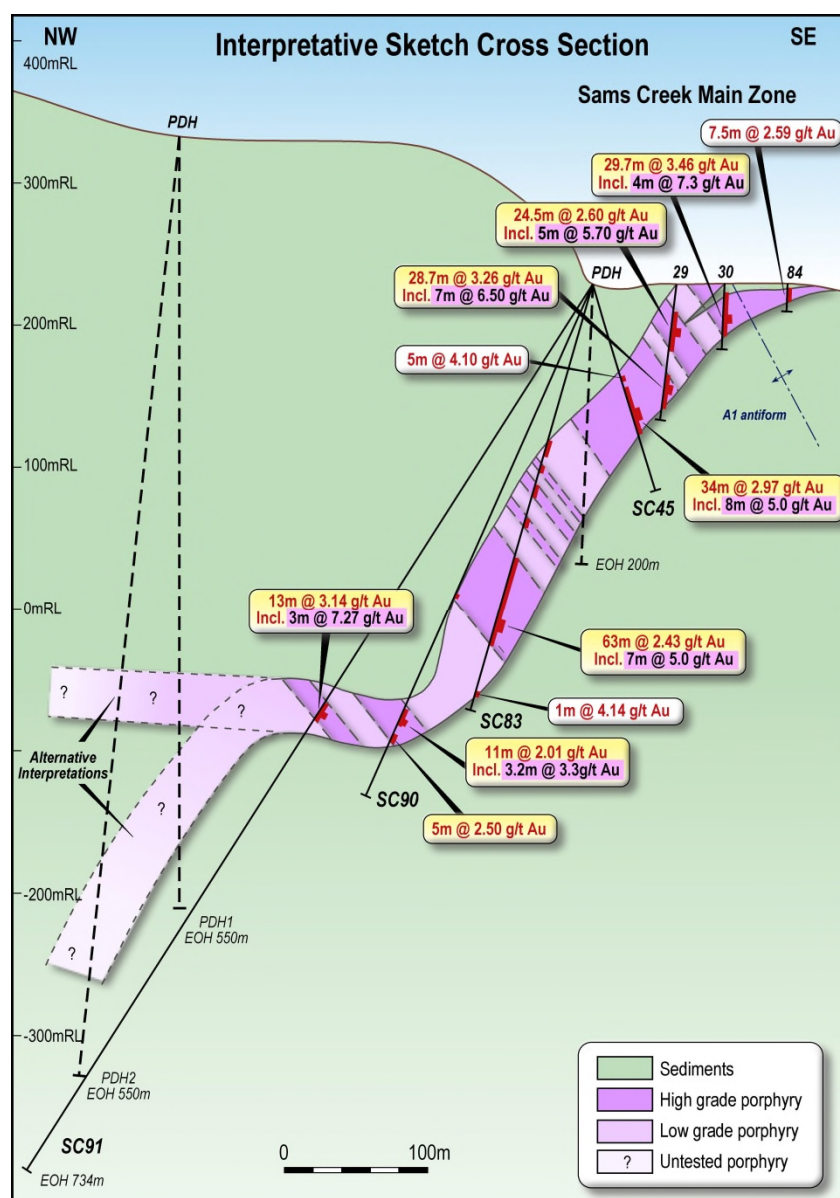 NW
Interpretative Sketch Cross Section
SE
400mRL
Sams Creek Main Zone
PDH
7.5m @ 2.59 g/t Au
29.7m @ 3.46 g/t Au
Incl. 4m @ 7.3 g/t Au
300mRL
24.5m @ 2.60 g/t Au
Incl. 5m @ 5.70 g/t Au
28.7m @ 3.26 g/t Au
Incl. 7m @ 6.50 g/t Au
PDH
29
30
84
200mRL
5m @ 4.10 g/t Au
A1 antiform
100mRL
34m @ 2.97 g/t Au
Incl. 8m @ 5.0 g/t Au
SC45
EOH 200m
0mRL
13m @ 3.14 g/t Au
Incl. 3m @ 7.27 g/t Au
63m @ 2.43 g/t Au
Incl. 7m @ 5.0 g/t Au
?
?
?
1m @ 4.14 g/t Au
SC83
Alternative
Interpretations
11m @ 2.01 g/t Au
Incl. 3.2m @ 3.3g/t Au
SC90
?
5m @ 2.50 g/t Au
-200mRL
PDH1
EOH 550m
?
-300mRL
PDH2
EOH 550m
SC91
EOH 734m
0
100m
Sediments
High grade porphyry
Low grade porphyry
? Untested porphyry